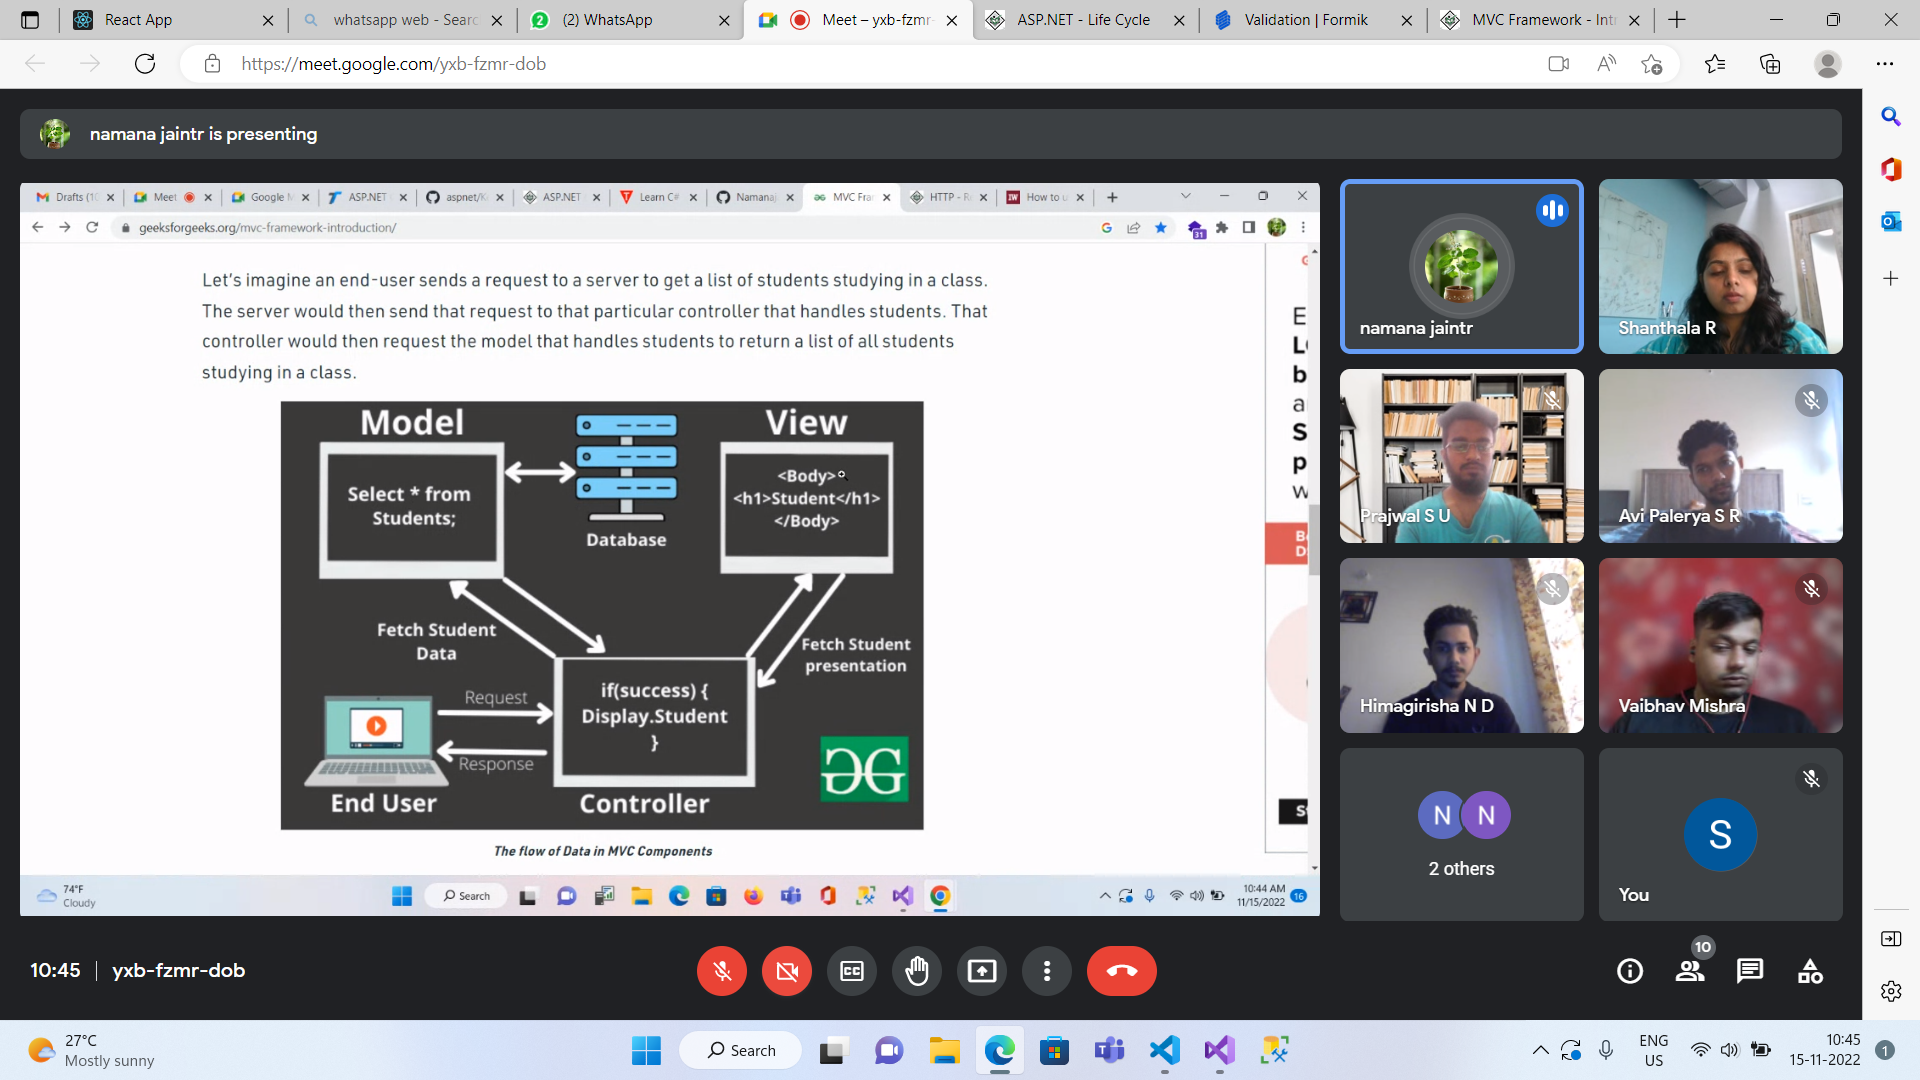 React App
whatsapp web - Searc
(2) WhatsApp
Meet – yxb-fzmr-
ASP.NET - Life Cycle
Validation | Formik
MVC Framework - Intr
https://meet.google.com/yxb-fzmr-dob
namana jaintr is presenting
Drafts (10
Meet
Google M
ASP.NET
aspnet/K
ASP.NET
Learn C#
Namanaj
MVC Fra
HTTP - R
How to u
geeksforgeeks.org/mvc-framework-introduction/
31
Let's imagine an end-user sends a request to a server to get a list of students studying in a class.
The server would then send that request to that particular controller that handles students. That
controller would then request the model that handles students to return a list of all students
studying in a class.
Model
View
Select * from
Students;
Database
<Body>
<h1>Student</h1>
</Body>
Fetch Student
Data
Fetch Student
presentation
Request
Response
if(success) {
Display.Student
}
End User
Controller
The flow of Data in MVC Components
74°F
Cloudy
Search
10:44 AM
11/15/2022
16
namana jaintr
Shanthala R
Prajwal S U
Avi Palerya S R
Himagirisha N D
Vaibhav Mishra
N
N
2 others
S
You
10:45
yxb-fzmr-dob
10
27°C
Mostly sunny
Search
ENG
US
10:45
15-11-2022
1